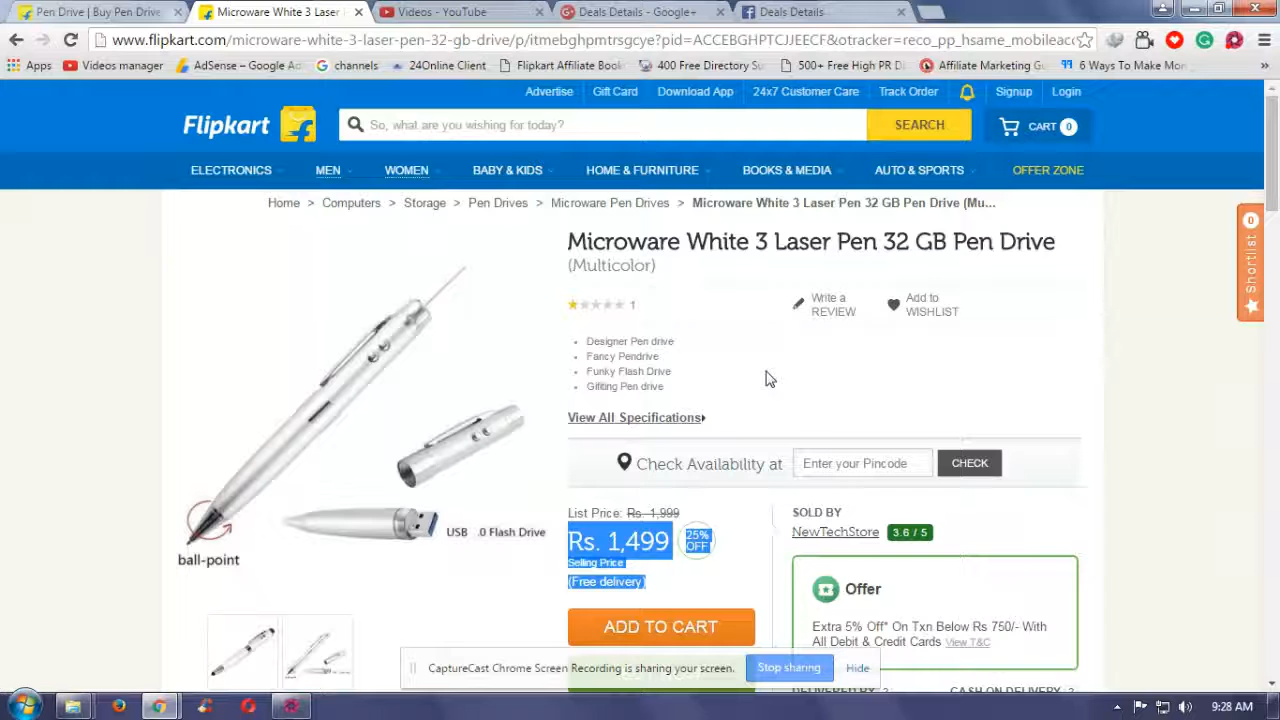 Pen Drive | Buy Pen Drive
Microware White 3 Laser
Videos - YouTube
Deals Details - Google+
Deals Details
www.flipkart.com/microware-white-3-laser-pen-32-gb-drive/p/itmebghpmtrsgcye?pid=ACCEBGHPTCJJEECF&otracker=reco_pp_hsame_mobileacc
Apps
Videos manager
AdSense – Google Ad
channels
24Online Client
Flipkart Affiliate Book
400 Free Directory Su
500+ Free High PR Di
Affiliate Marketing Gu
6 Ways To Make Mon
Advertise
Gift Card
Download App
24x7 Customer Care
Track Order
Signup
Login
Flipkart
So, what are you wishing for today?
SEARCH
CART 0
ELECTRONICS
MEN
WOMEN
BABY & KIDS
HOME & FURNITURE
BOOKS & MEDIA
AUTO & SPORTS
OFFER ZONE
Home > Computers > Storage > Pen Drives > Microware Pen Drives > Microware White 3 Laser Pen 32 GB Pen Drive (Mu...
0
Shortlist
Microware White 3 Laser Pen 32 GB Pen Drive
(Multicolor)
1
Write a
REVIEW
Add to
WISHLIST
Designer Pen drive
Fancy Pendrive
Funky Flash Drive
Gifiting Pen drive
View All Specifications
Check Availability at
Enter your Pincode
CHECK
List Price: Rs. 1,999
Rs. 1,499
25%
OFF
Selling Price
(Free delivery)
ADD TO CART
SOLD BY
NewTechStore 3.6 / 5
Offer
Extra 5% Off* On Txn Below Rs 750/- With
All Debit & Credit Cards View T&C
ball-point
USB .0 Flash Drive
CaptureCast Chrome Screen Recording is sharing your screen.
Stop sharing
Hide
DELIVERED BY
CASH ON DELIVERY ?
9:28 AM